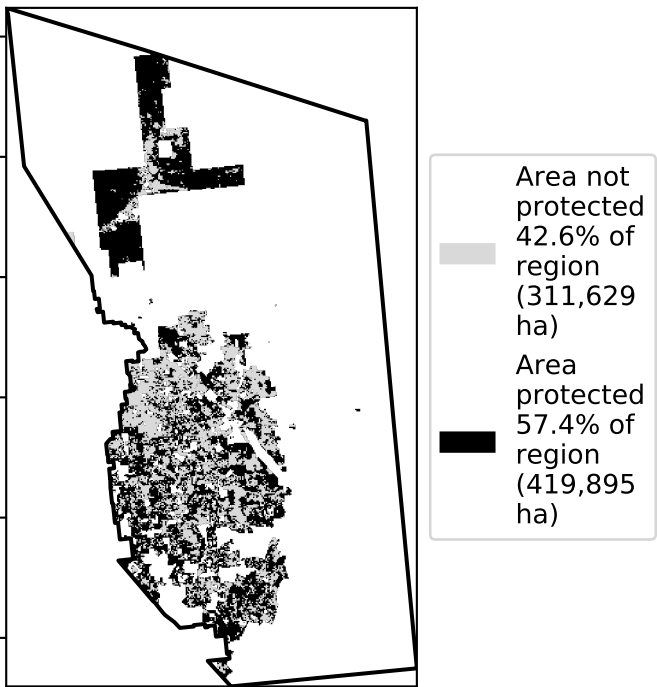 Area not
protected
42.6% of
region
(311,629
ha)
Area
protected
57.4% of
region
(419,895
ha)